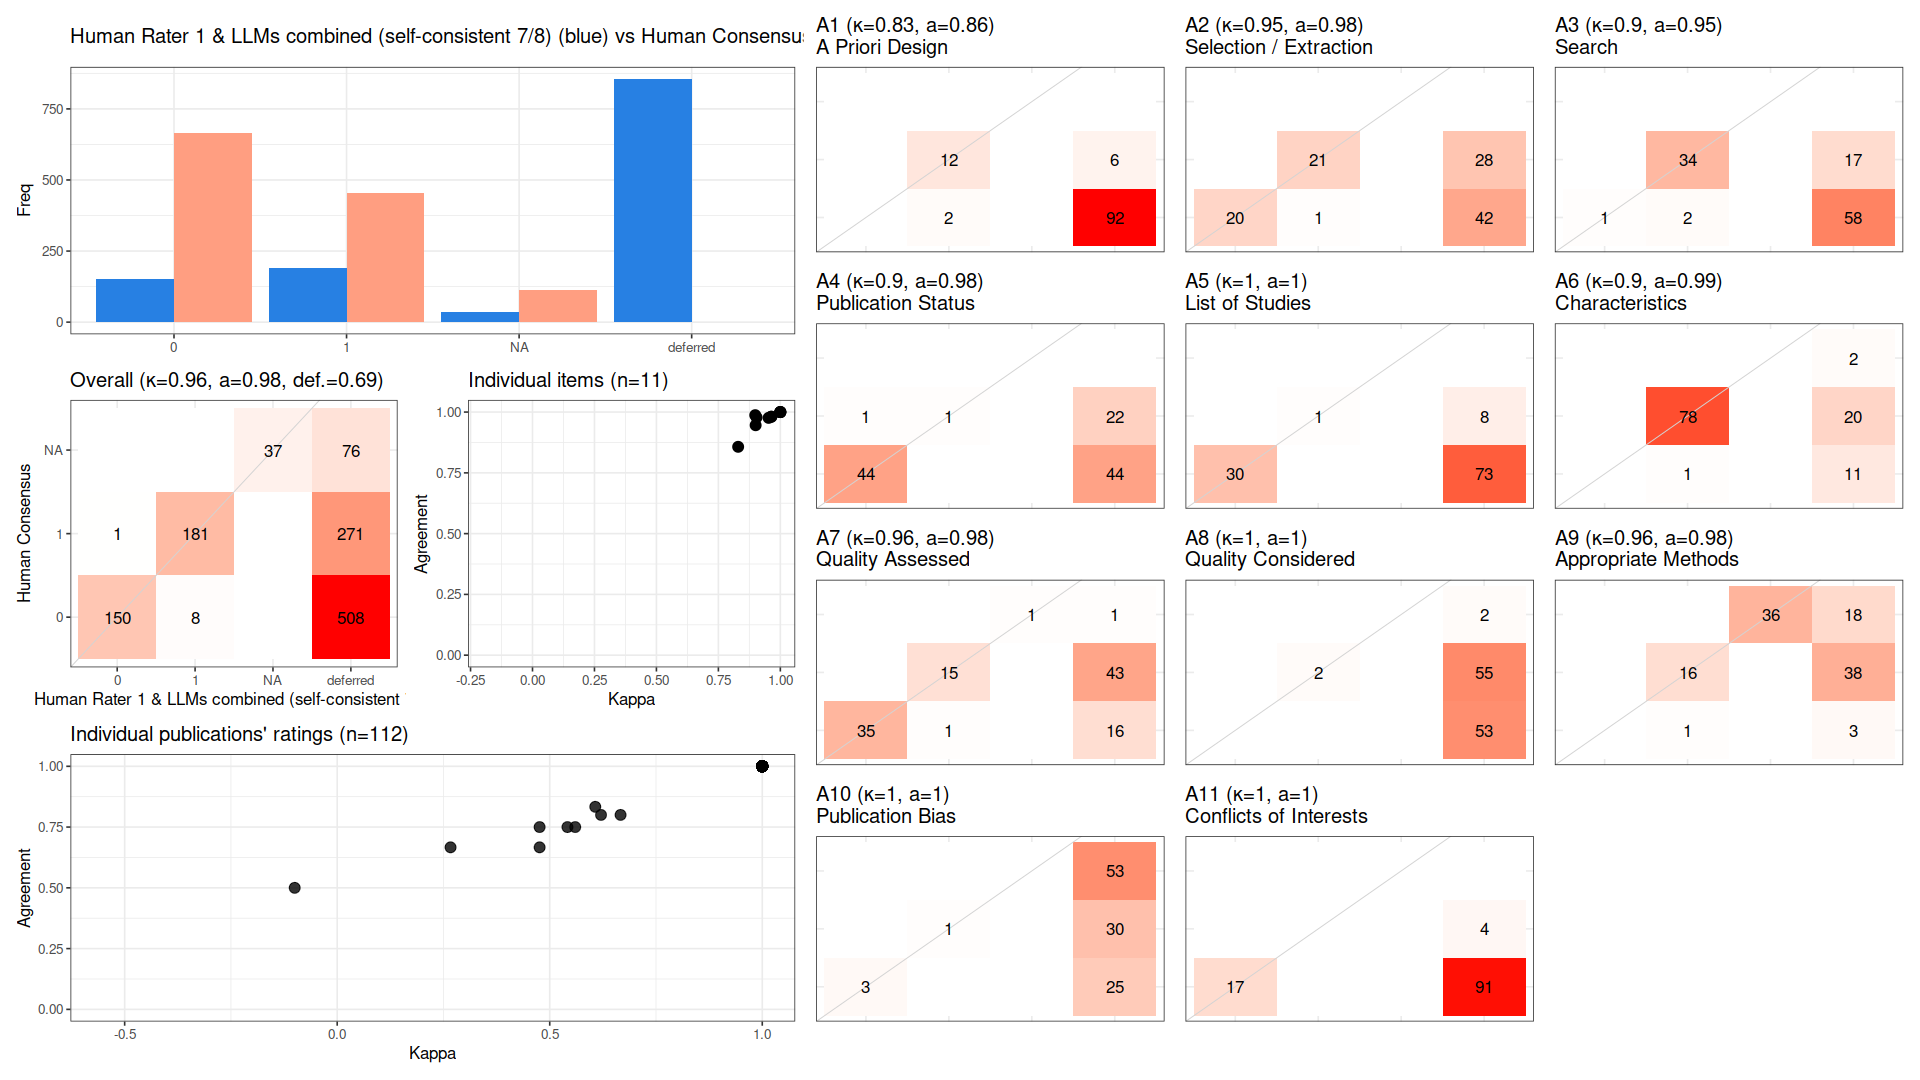 Human Rater 1 & LLMs combined (self-consistent 7/8) (blue) vs Human Consensus
Freq
750
500
250
0
0 1 NA deferred
Overall (κ=0.96, a=0.98, def.=0.69)
Human Consensus
NA 37 76
1 1 181 271
0 150 8 508
0 1 NA deferred
Human Rater 1 & LLMs combined (self-consistent
Individual items (n=11)
Agreement
1.00
0.75
0.50
0.25
0.00
-0.25 0.00 0.25 0.50 0.75 1.00
Kappa
Individual publications' ratings (n=112)
Agreement
1.00
0.75
0.50
0.25
0.00
-0.5 0.0 0.5 1.0
Kappa
A1 (κ=0.83, a=0.86)
A Priori Design
12 6
2 92
A2 (κ=0.95, a=0.98)
Selection / Extraction
21 28
20 1 42
A3 (κ=0.9, a=0.95)
Search
34 17
1 2 58
A4 (κ=0.9, a=0.98)
Publication Status
1 1 22
44 44
A5 (κ=1, a=1)
List of Studies
1 8
30 73
A6 (κ=0.9, a=0.99)
Characteristics
2
78 20
1 11
A7 (κ=0.96, a=0.98)
Quality Assessed
1 1
15 43
35 1 16
A8 (κ=1, a=1)
Quality Considered
2
2 55
53
A9 (κ=0.96, a=0.98)
Appropriate Methods
36 18
16 38
1 3
A10 (κ=1, a=1)
Publication Bias
53
1 30
3 25
A11 (κ=1, a=1)
Conflicts of Interests
4
17 91